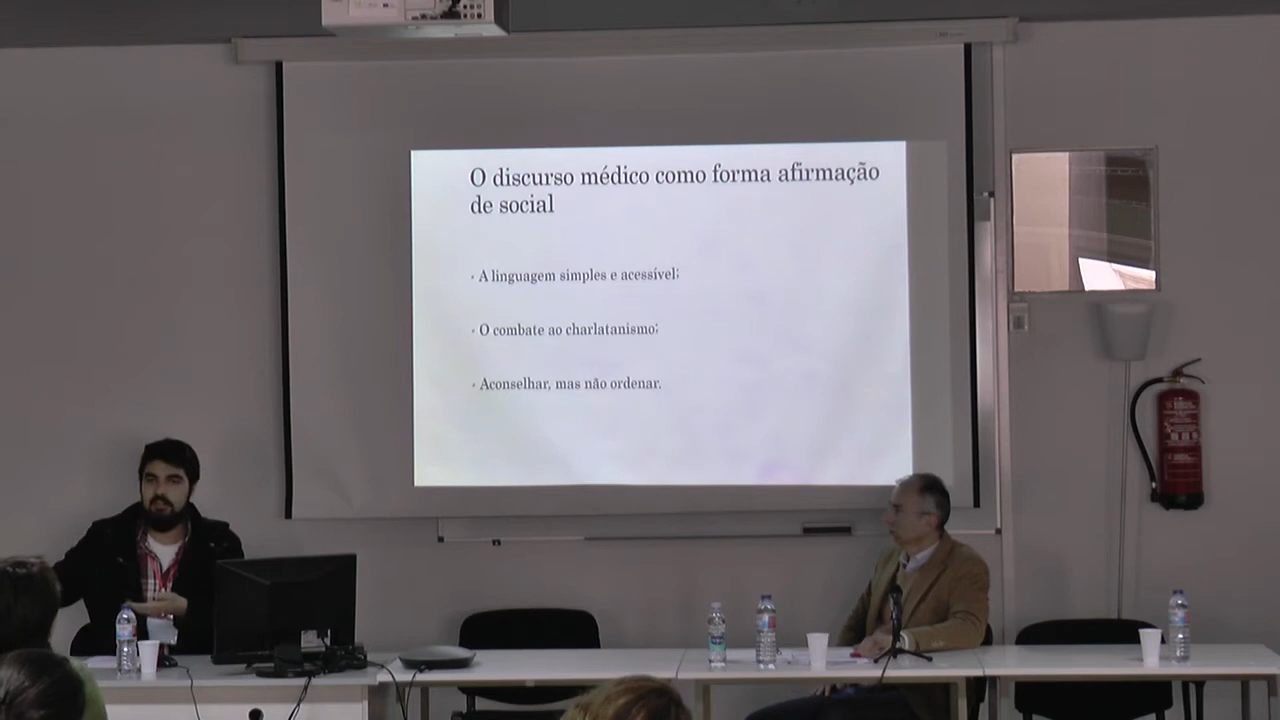 O discurso médico como forma afirmação
de social
• A linguagem simples e acessível;
• O combate ao charlatanismo;
• Aconselhar, mas não ordenar.